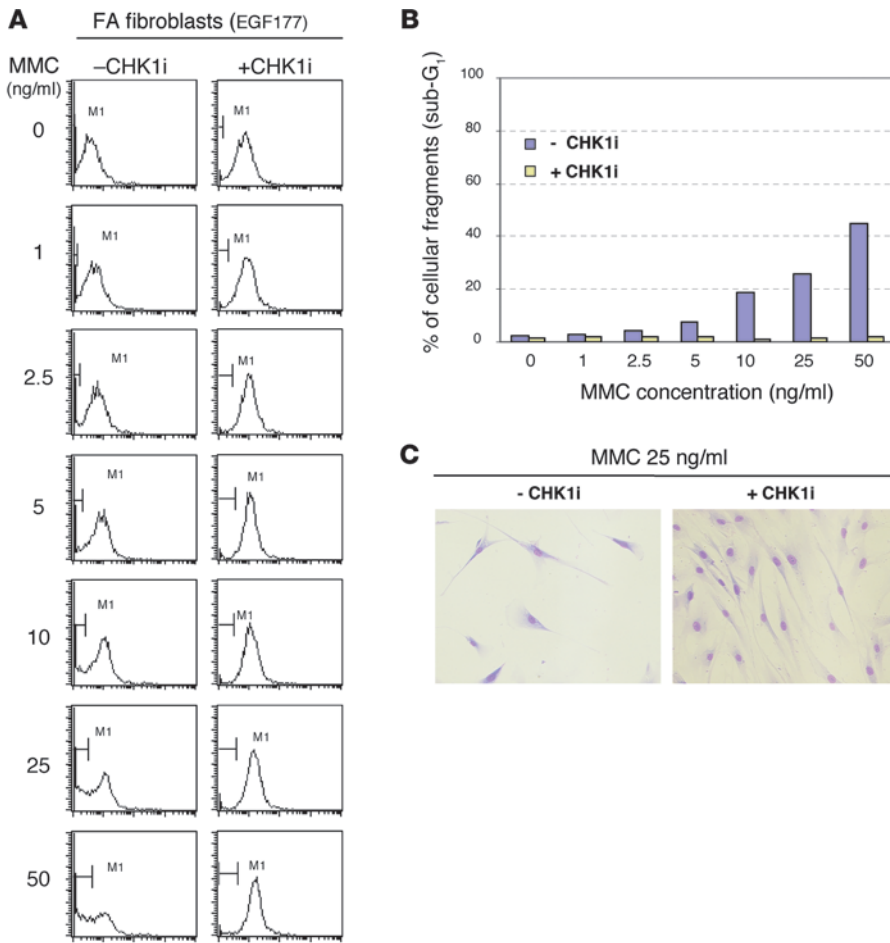 A
FA fibroblasts (EGF177)
MMC
(ng/ml)
–CHK1i
+CHK1i
0
M1
M1
1
M1
M1
2.5
M1
M1
5
M1
M1
10
M1
M1
25
M1
M1
50
M1
M1
B
% of cellular fragments (sub-G₁)
100
80
60
40
20
0
- CHK1i
+ CHK1i
0 1 2.5 5 10 25 50
MMC concentration (ng/ml)
C
MMC 25 ng/ml
- CHK1i
+ CHK1i